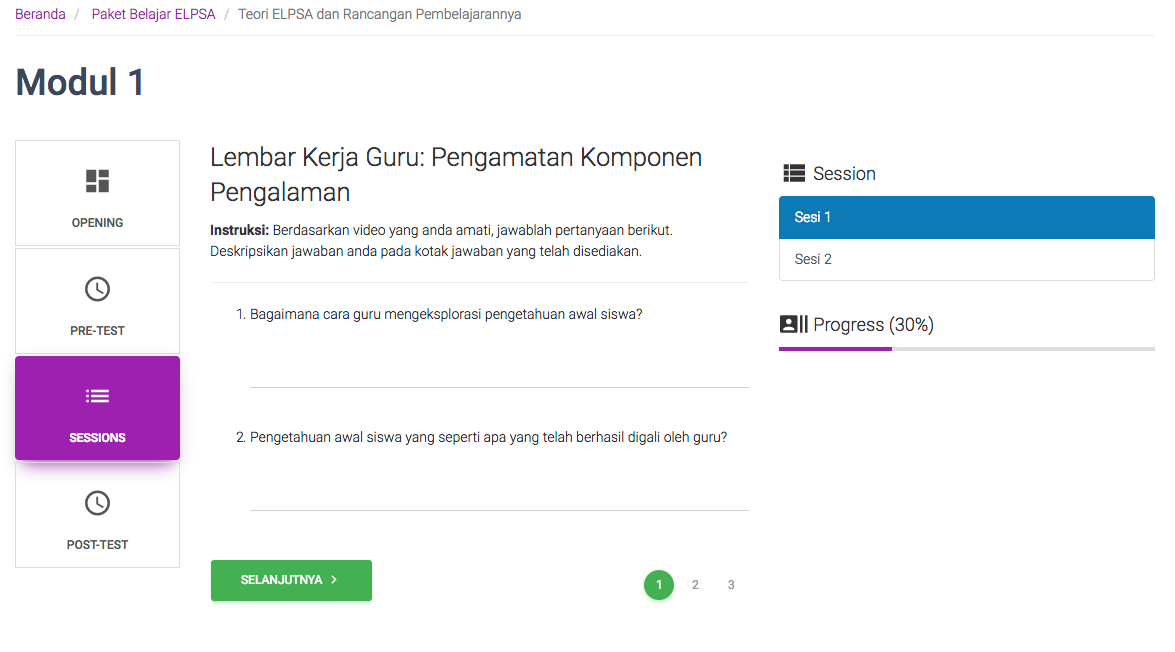 Beranda / Paket Belajar ELPSA / Teori ELPSA dan Rancangan Pembelajarannya
Modul 1
OPENING
PRE-TEST
SESSIONS
POST-TEST
Lembar Kerja Guru: Pengamatan Komponen
Pengalaman
Instruksi: Berdasarkan video yang anda amati, jawablah pertanyaan berikut.
Deskripsikan jawaban anda pada kotak jawaban yang telah disediakan.
1. Bagaimana cara guru mengeksplorasi pengetahuan awal siswa?
2. Pengetahuan awal siswa yang seperti apa yang telah berhasil digali oleh guru?
SELANJUTNYA >
1 2 3
Session
Sesi 1
Sesi 2
Progress (30%)